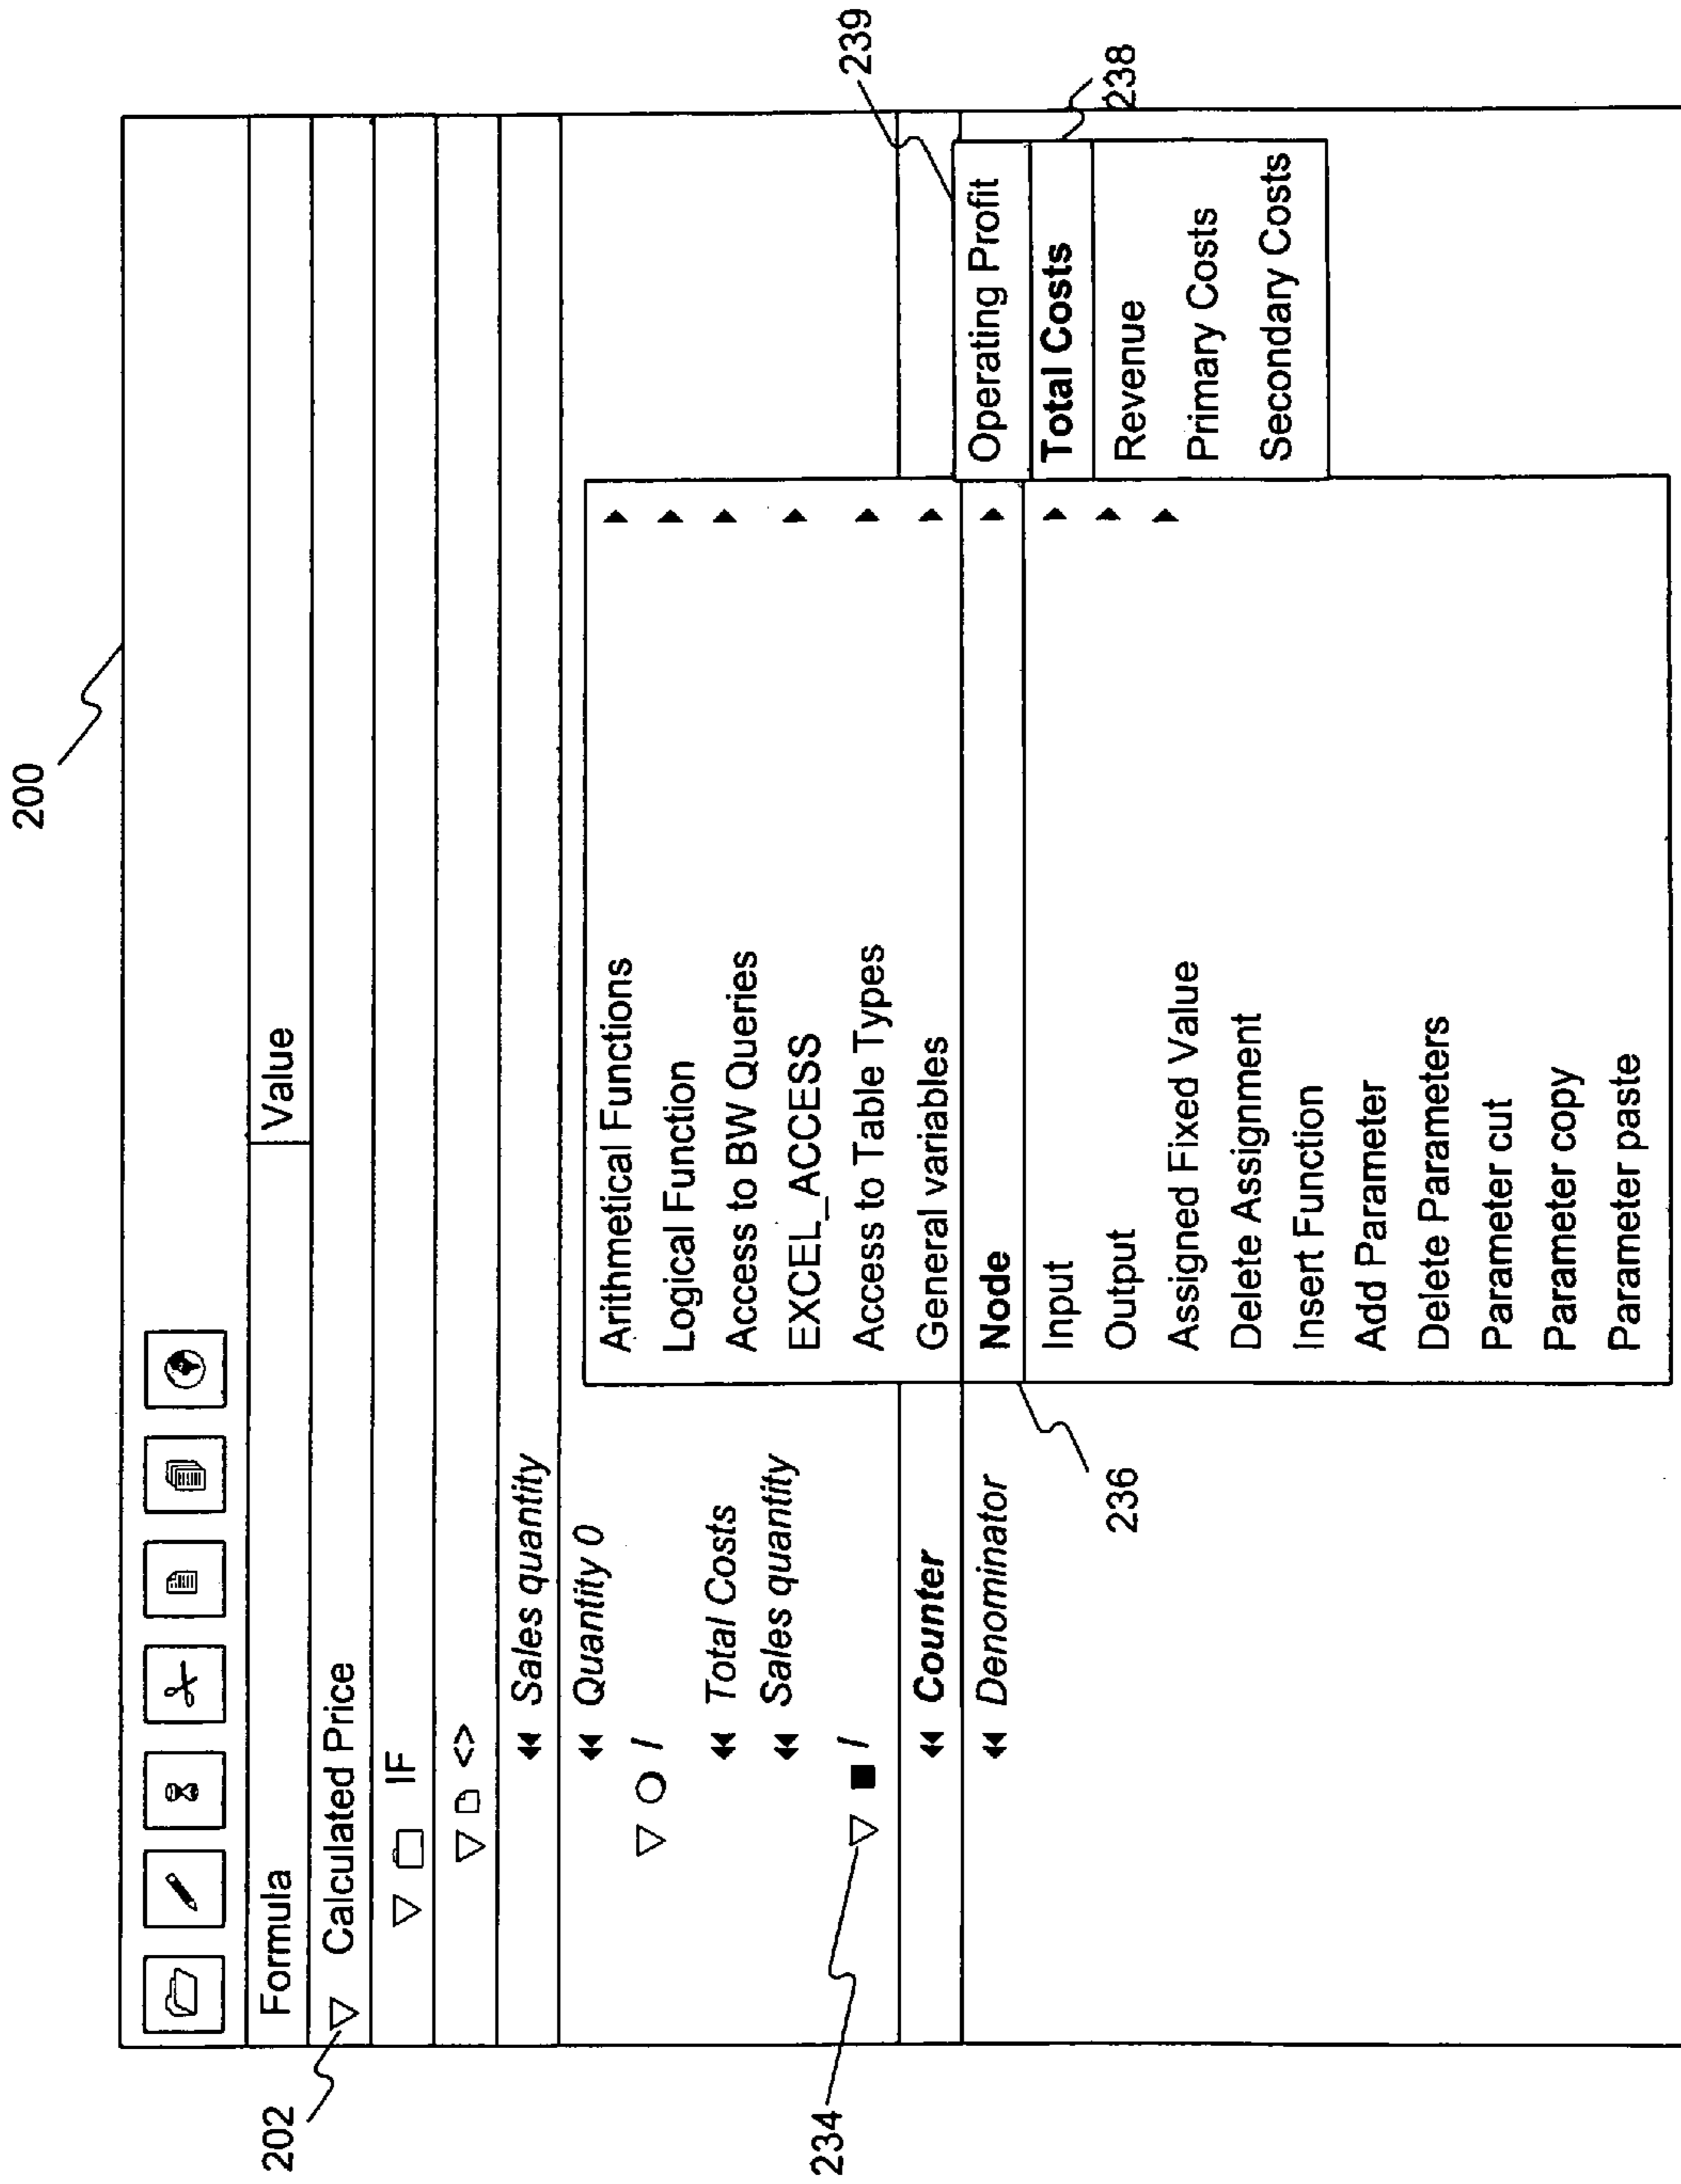 200
Formula Value
202
Calculated Price
IF
<>
Sales quantity
Quantity 0
/
Total Costs
Sales quantity
234
/
Counter
Denominator
Arithmetical Functions
Logical Function
Access to BW Queries
EXCEL_ACCESS
Access to Table Types
General variables
Node
Input
Output
Assigned Fixed Value
Delete Assignment
Insert Function
Add Parameter
Delete Parameters
Parameter cut
Parameter copy
Parameter paste
236
239
Operating Profit
Total Costs
238
Revenue
Primary Costs
Secondary Costs